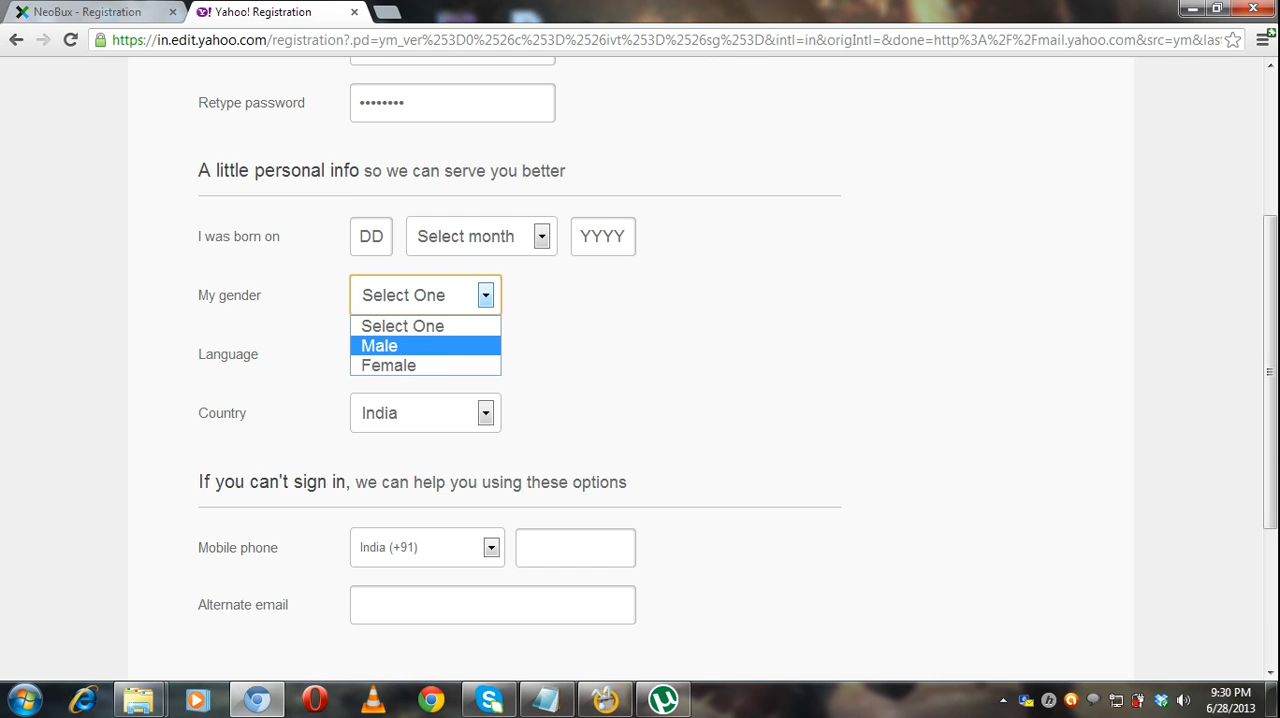 NeoBux - Registration
Yahoo! Registration
https://in.edit.yahoo.com/registration?.pd=ym_ver%253D0%2526c%253D%2526ivt%253D%2526sg%253D&intl=in&origIntl=&done=http%3A%2F%2Fmail.yahoo.com&src=ym&las
Retype password ••••••••
A little personal info so we can serve you better
I was born on DD Select month YYYY
My gender Select One
Select One
Male
Language
Female
Country India
If you can't sign in, we can help you using these options
Mobile phone India (+91)
Alternate email
9:30 PM
6/28/2013